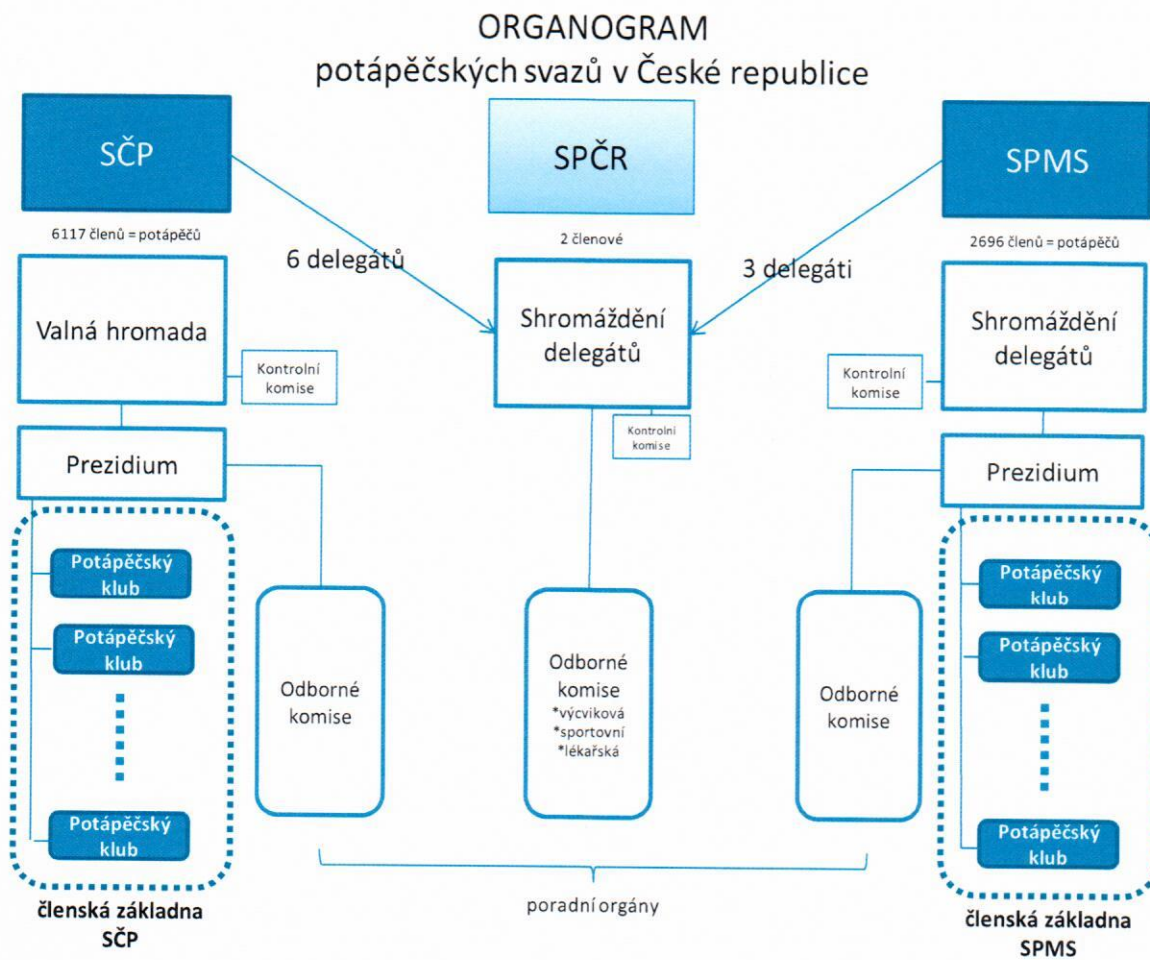 ORGANOGRAM
potápěčských svazů v České republice
SČP
SPČR
SPMS
6117 členů = potápěčů
2 členové
2696 členů = potápěčů
6 delegátů
3 delegáti
Valná hromada
Shromáždění
delegátů
Shromáždění
delegátů
Kontrolní
komise
Kontrolní
komise
Kontrolní
komise
Prezidium
Prezidium
Potápěčský
klub
Potápěčský
klub
Potápěčský
klub
Odborné
komise
Odborné
komise
*výcviková
*sportovní
*lékařská
Odborné
komise
Potápěčský
klub
Potápěčský
klub
Potápěčský
klub
poradní orgány
členská základna
SČP
členská základna
SPMS